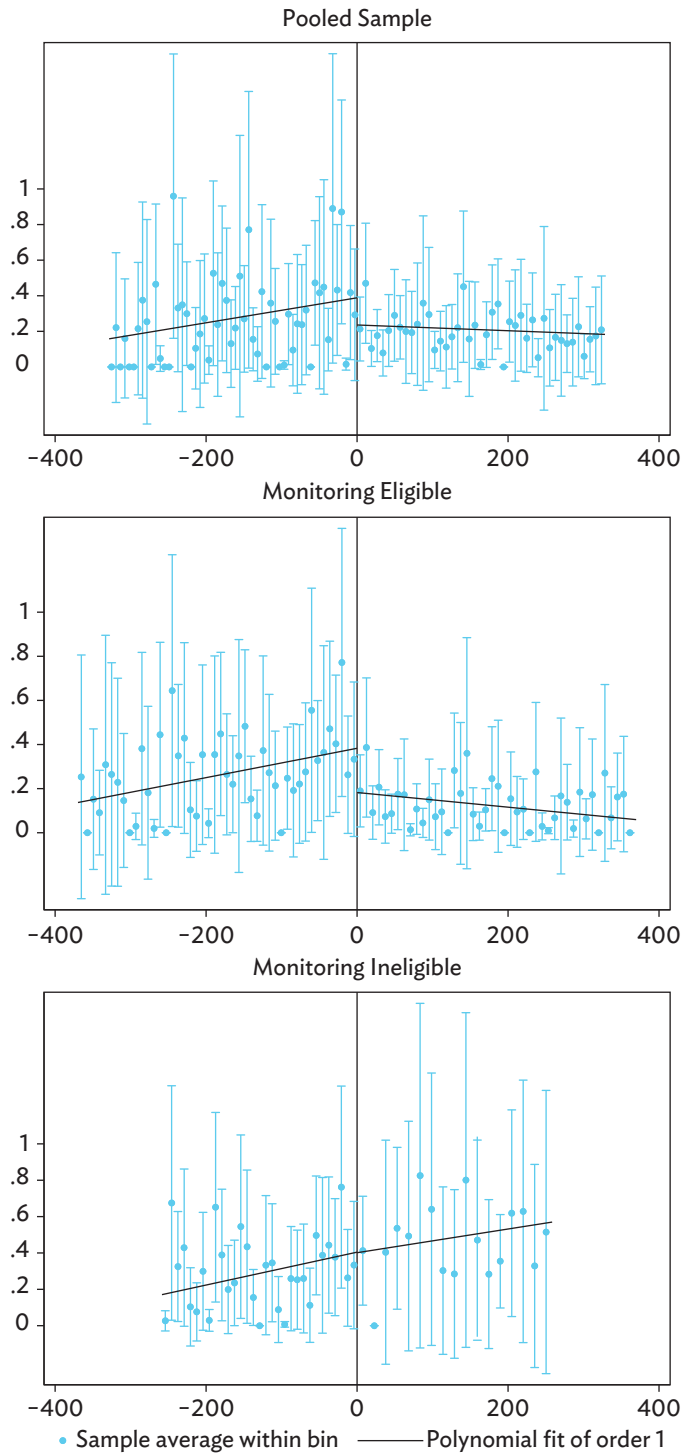 Pooled Sample
1
.8
.6
.4
.2
0
−400 −200 0 200 400
Monitoring Eligible
1
.8
.6
.4
.2
0
−400 −200 0 200 400
Monitoring Ineligible
1
.8
.6
.4
.2
0
−400 −200 0 200 400
Sample average within bin Polynomial fit of order 1